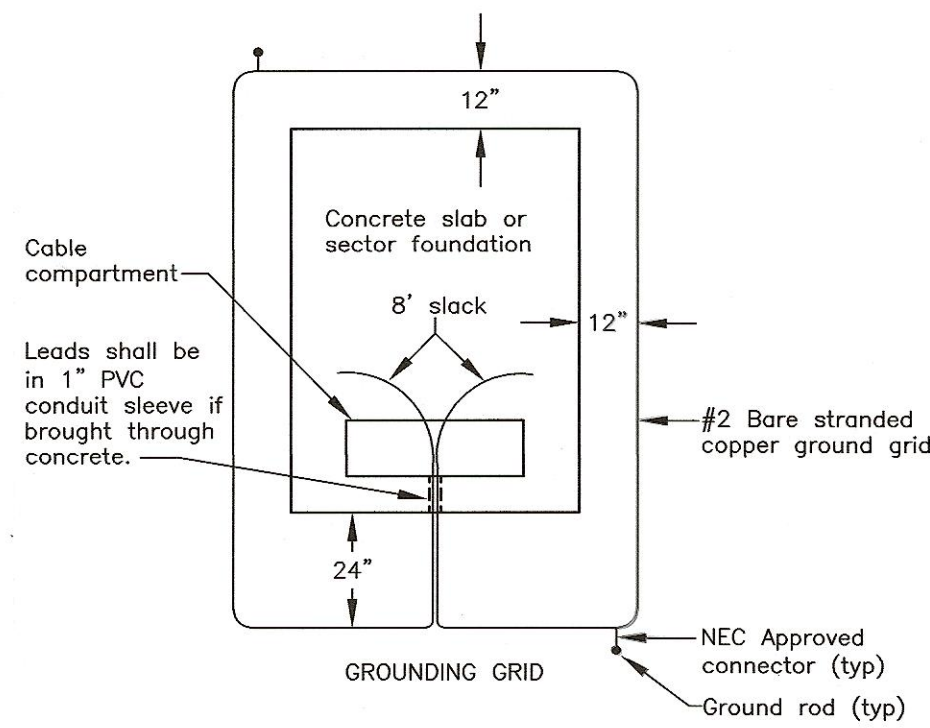 12"
Concrete slab or
sector foundation
Cable
compartment
8' slack
12"
Leads shall be
in 1" PVC
conduit sleeve if
brought through
concrete.
#2 Bare stranded
copper ground grid
24"
NEC Approved
connector (typ)
GROUNDING GRID
Ground rod (typ)